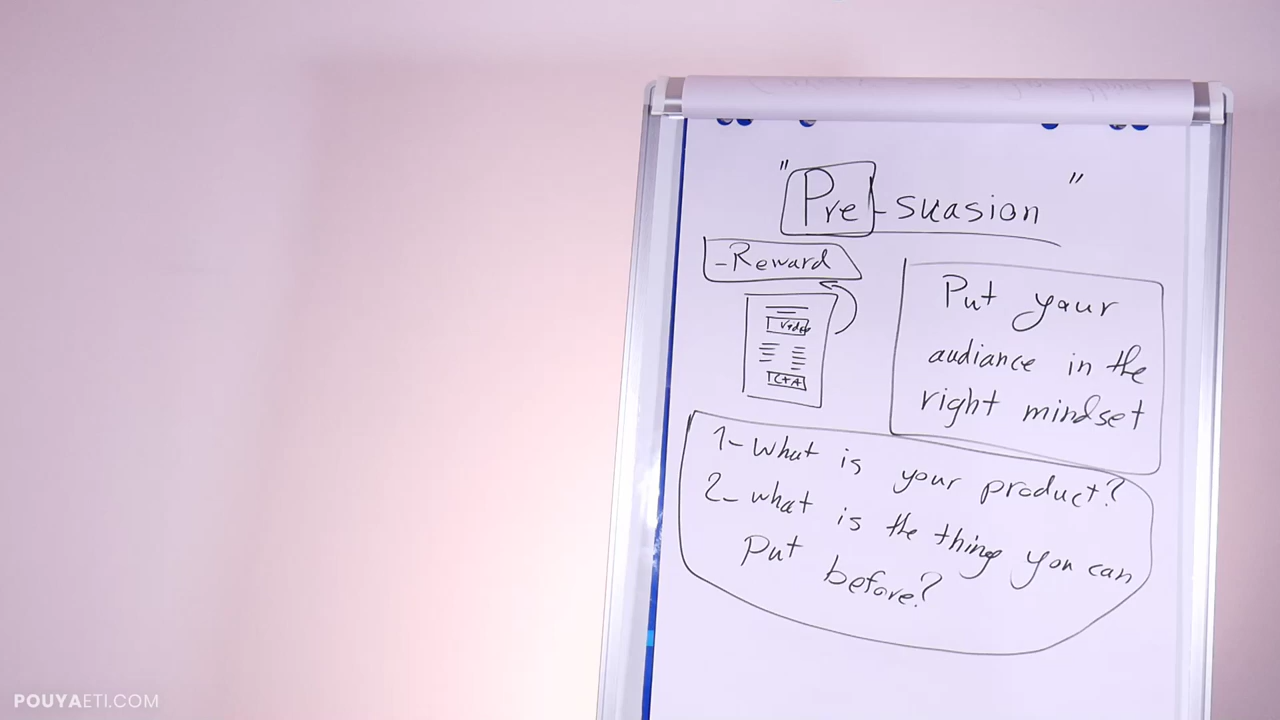 "Pre-suasion"
-Reward
Video
CTA
Put your
audiance in the
right mindset
1- What is your product?
2- what is the thing you can
put before?
POUYAETI.COM